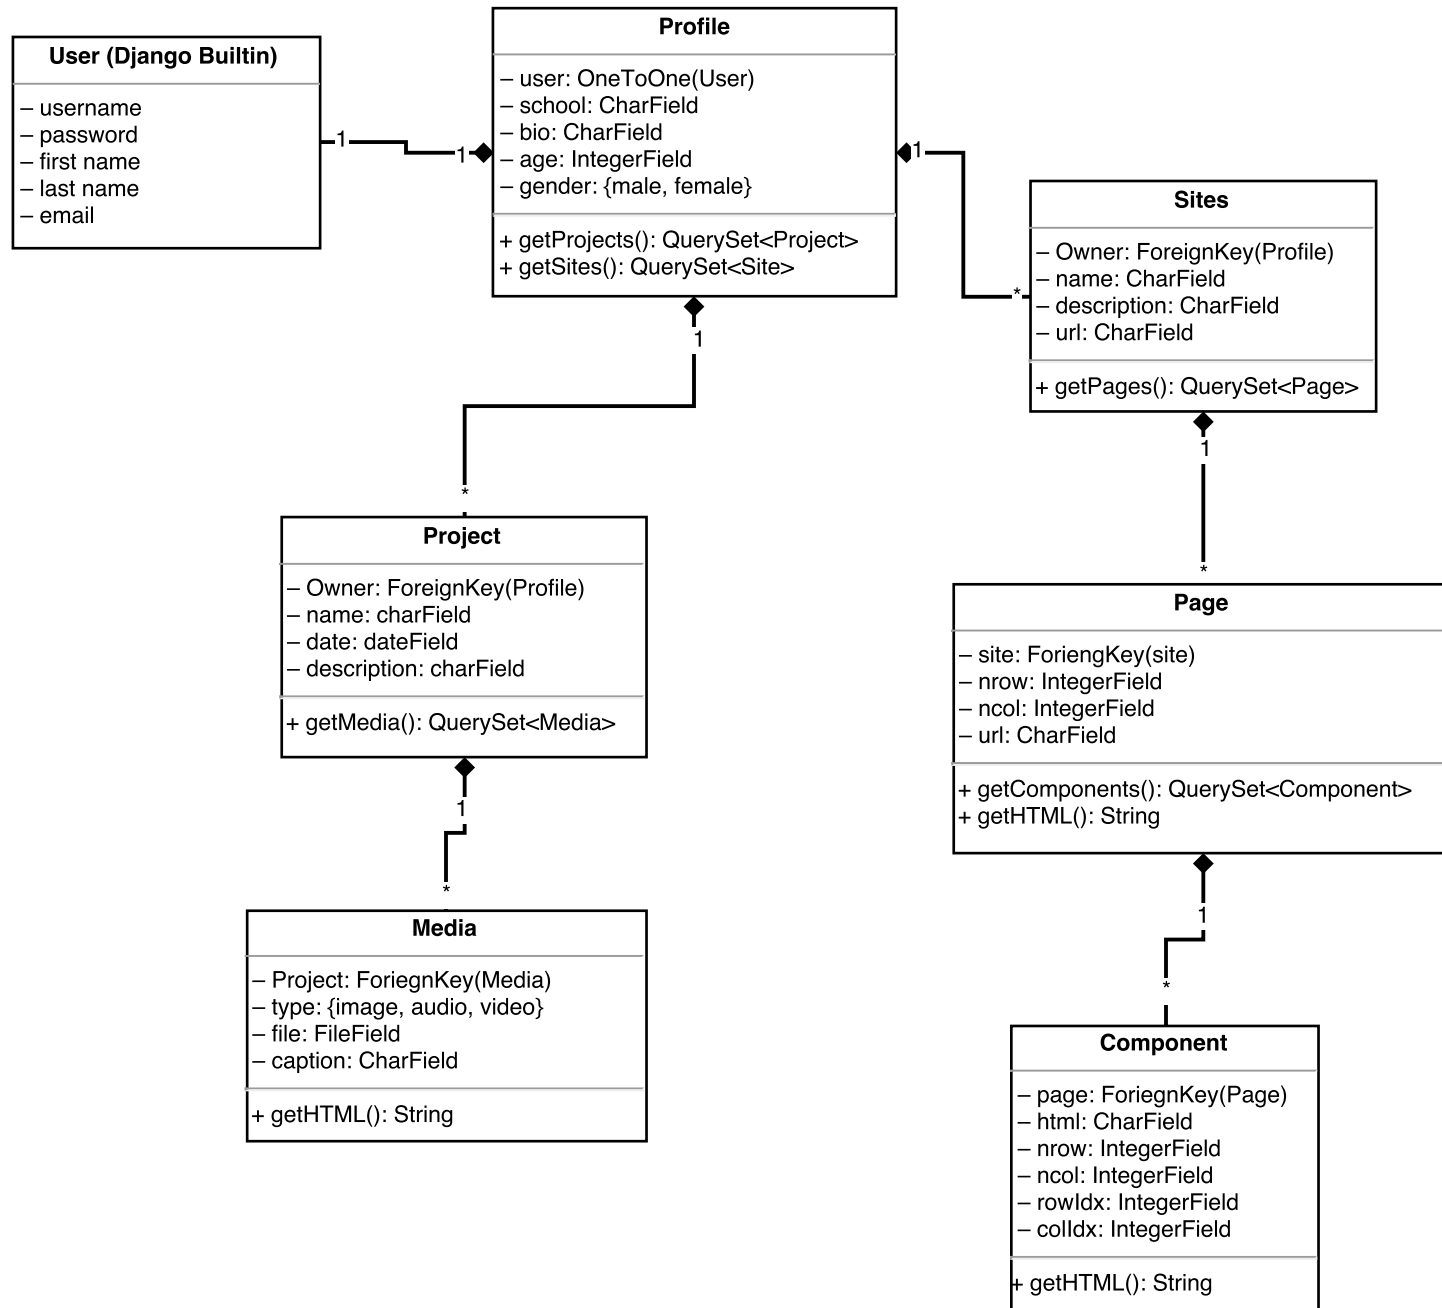 User (Django Builtin)
– username
– password
– first name
– last name
– email
1
1
Profile
– user: OneToOne(User)
– school: CharField
– bio: CharField
– age: IntegerField
– gender: {male, female}
+ getProjects(): QuerySet<Project>
+ getSites(): QuerySet<Site>
1
*
1
*
Sites
– Owner: ForeignKey(Profile)
– name: CharField
– description: CharField
– url: CharField
+ getPages(): QuerySet<Page>
1
*
Project
– Owner: ForeignKey(Profile)
– name: charField
– date: dateField
– description: charField
+ getMedia(): QuerySet<Media>
1
*
Page
– site: ForiengKey(site)
– nrow: IntegerField
– ncol: IntegerField
– url: CharField
+ getComponents(): QuerySet<Component>
+ getHTML(): String
1
*
Media
– Project: ForiegnKey(Media)
– type: {image, audio, video}
– file: FileField
– caption: CharField
+ getHTML(): String
Component
– page: ForiegnKey(Page)
– html: CharField
– nrow: IntegerField
– ncol: IntegerField
– rowIdx: IntegerField
– colIdx: IntegerField
+ getHTML(): String